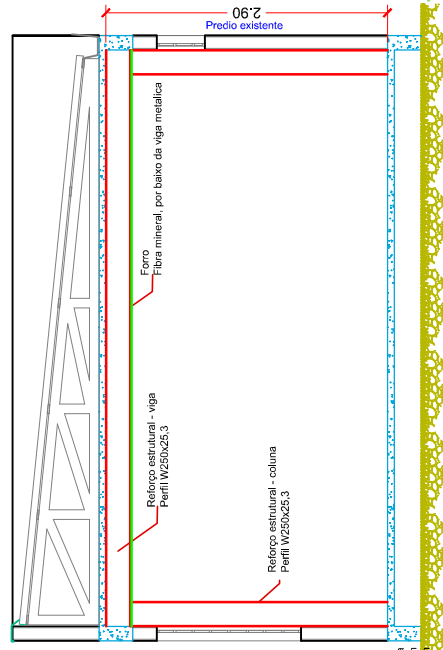 2.90
Predio existente
Forro
Fibra mineral, por baixo da viga metalica
Reforço estrutural - viga
Perfil W250x25,3
Reforço estrutural - coluna
Perfil W250x25,3